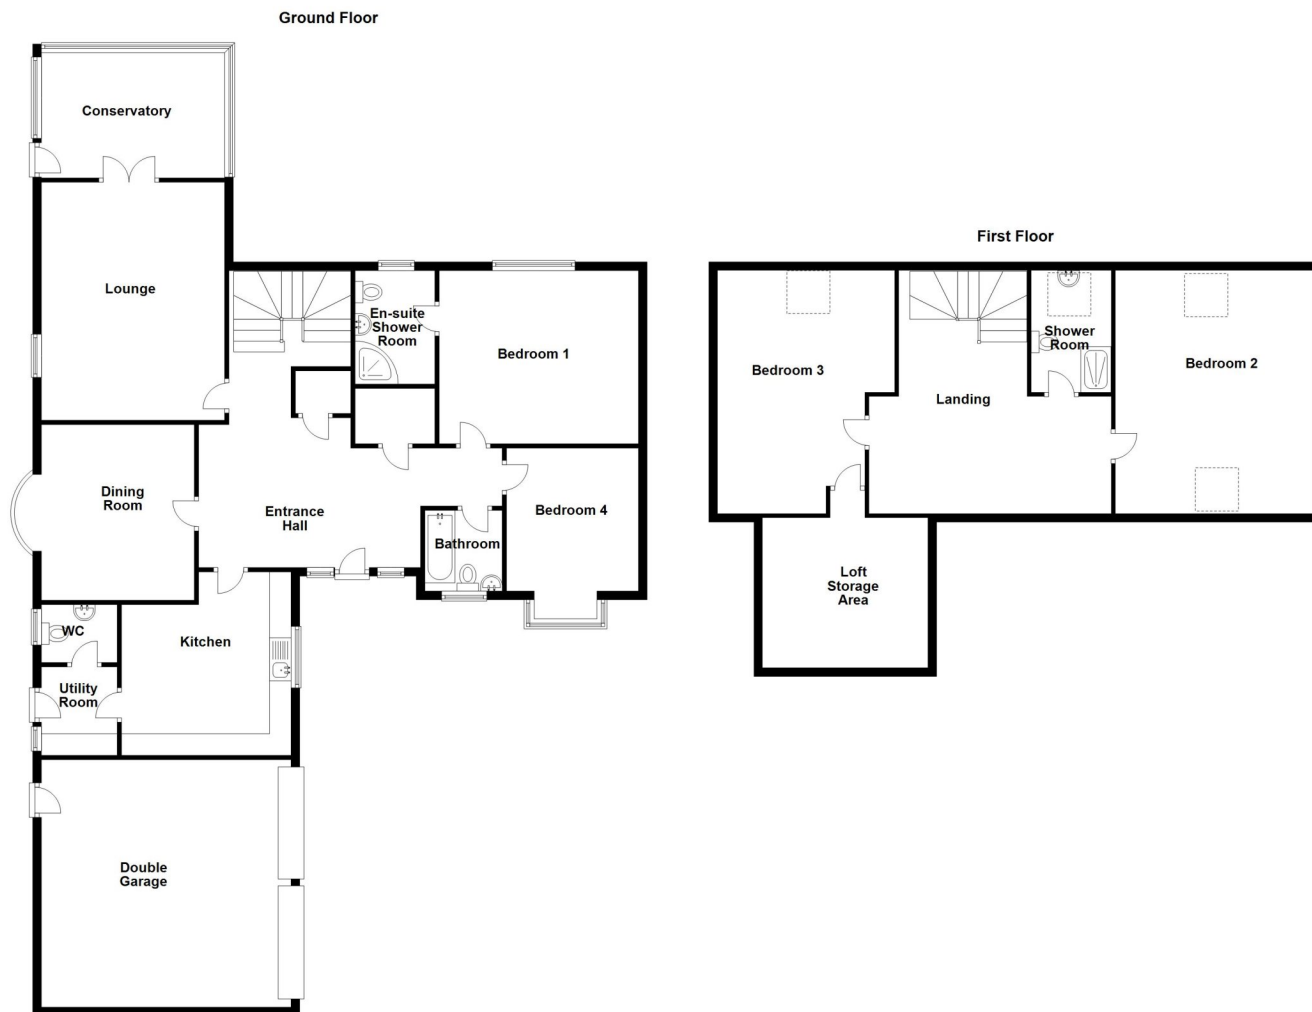 Ground Floor
Conservatory
Lounge
En-suite
Shower
Room
Bedroom 1
Dining
Room
Entrance
Hall
Bathroom
Bedroom 4
WC
Kitchen
Utility
Room
Double
Garage
First Floor
Bedroom 3
Landing
Shower
Room
Bedroom 2
Loft
Storage
Area